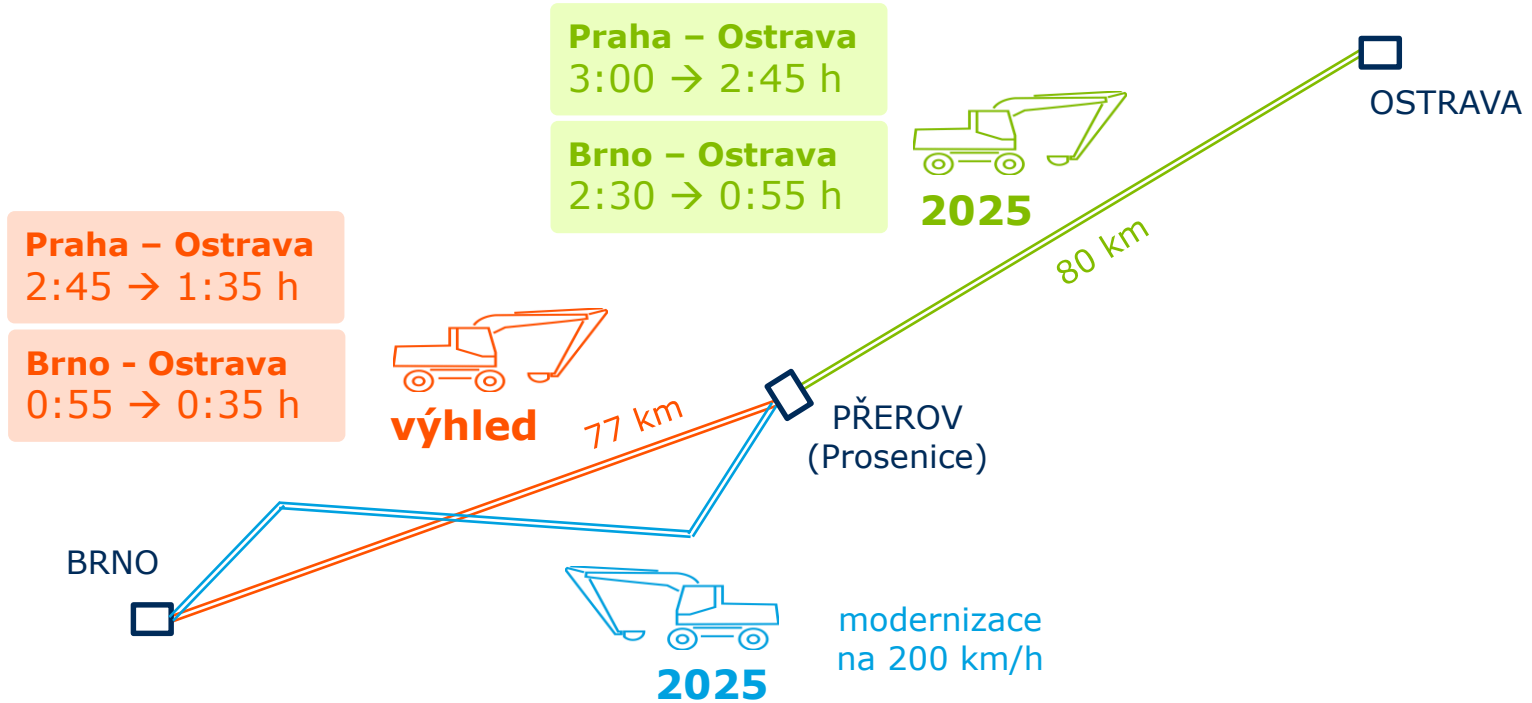 Praha – Ostrava
3:00 → 2:45 h
Brno – Ostrava
2:30 → 0:55 h
2025
OSTRAVA
80 km
Praha – Ostrava
2:45 → 1:35 h
Brno - Ostrava
0:55 → 0:35 h
výhled
77 km
PŘEROV
(Prosenice)
BRNO
modernizace
na 200 km/h
2025